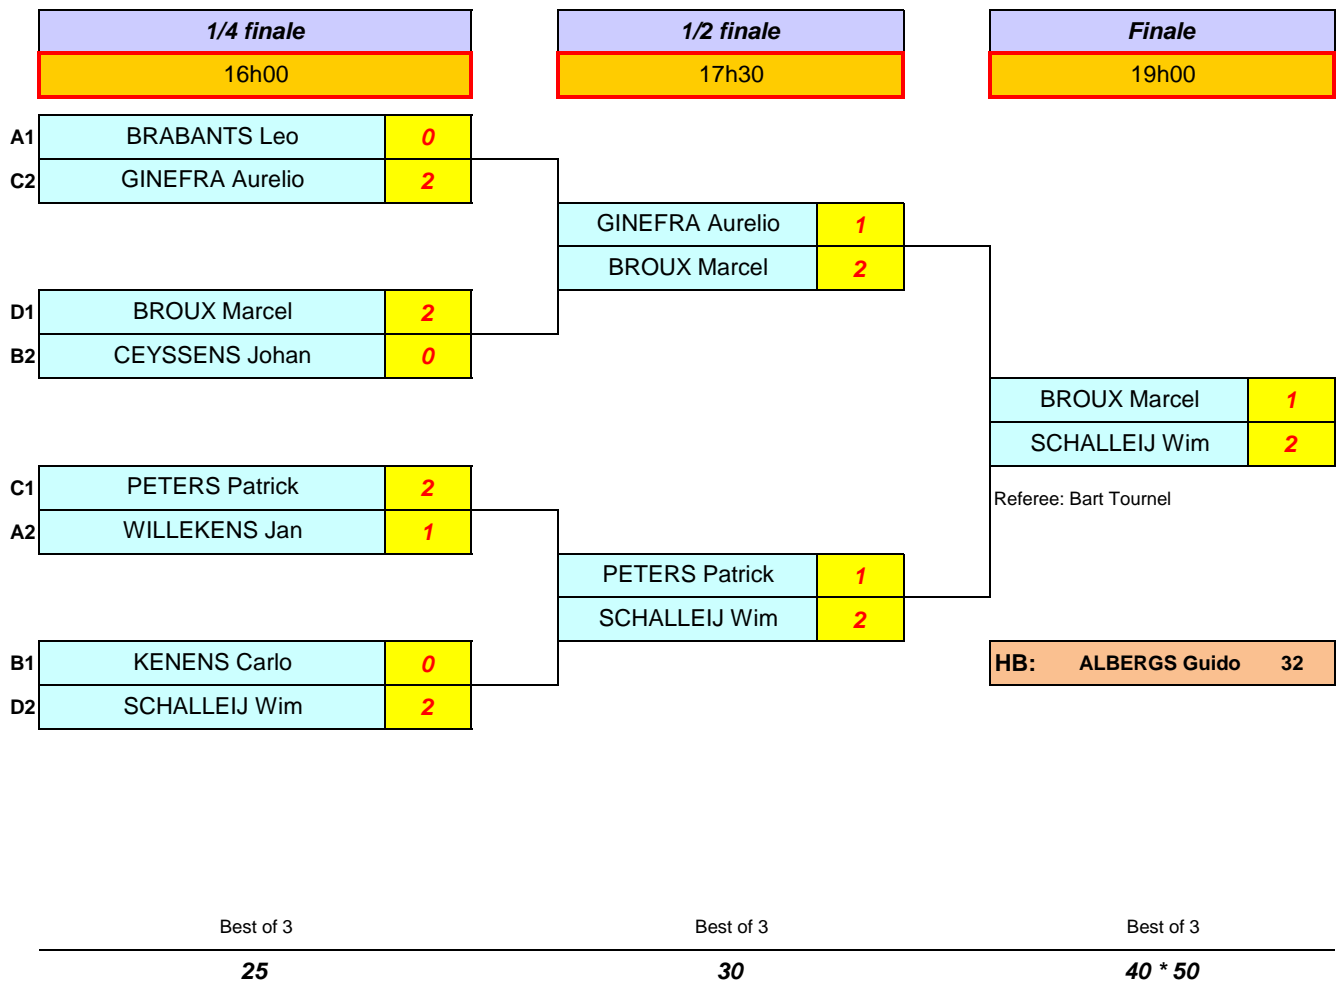 1/4 finale 1/2 finale Finale
16h00 17h30 19h00
A1 BRABANTS Leo 0
C2 GINEFRA Aurelio 2
GINEFRA Aurelio 1
BROUX Marcel 2
D1 BROUX Marcel 2
B2 CEYSSENS Johan 0
BROUX Marcel 1
SCHALLEIJ Wim 2
C1 PETERS Patrick 2
Referee: Bart Tournel
A2 WILLEKENS Jan 1
PETERS Patrick 1
SCHALLEIJ Wim 2
B1 KENENS Carlo 0
HB: ALBERGS Guido 32
D2 SCHALLEIJ Wim 2
Best of 3 Best of 3 Best of 3
25 30 40 * 50